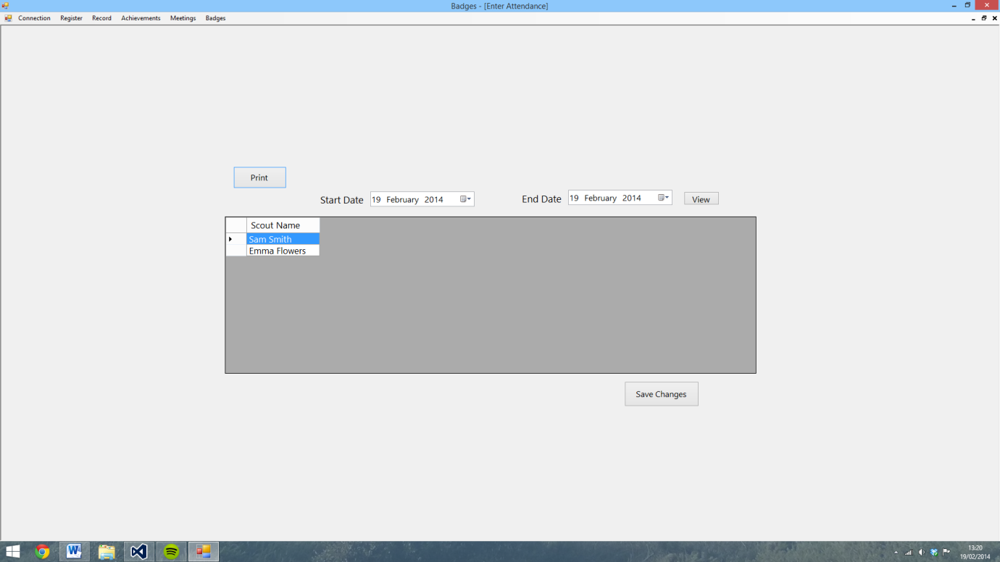 Badges - [Enter Attendance]
Connection Register Record Achievements Meetings Badges
Print
Start Date 19 February 2014 End Date 19 February 2014 View
Scout Name
Sam Smith
Emma Flowers
Save Changes
13:20
19/02/2014